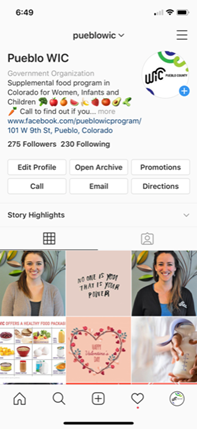 6:49
pueblowic
Pueblo WIC
Government Organization
Supplemental food program in
Colorado for Women, Infants and
Children
Call to find out if you... more
www.facebook.com/pueblowicprogram/
101 W 9th St, Pueblo, Colorado
wic PUEBLO COUNTY
275 Followers 230 Following
Edit Profile Open Archive Promotions
Call Email Directions
Story Highlights
NO ONE IS YOU
THAT IS YOUR
POWER
WE OFFERS A HEALTHY FOOD PACKAGE
Happy
Valentine's
DAY